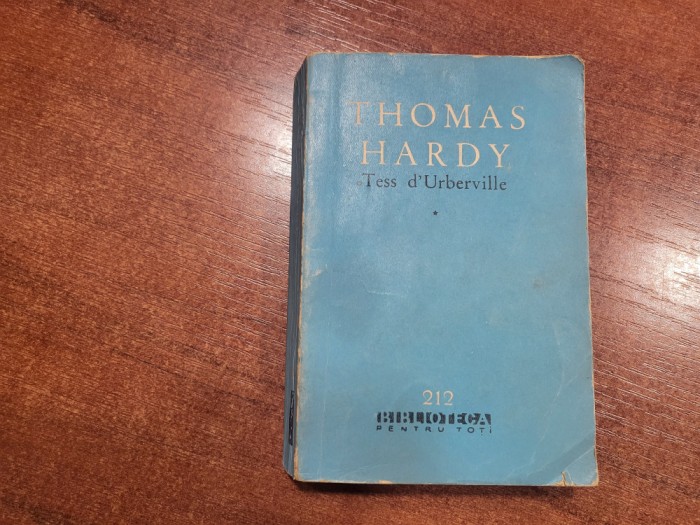 THOMAS
HARDY
Tess d'Urberville
*
212
BIBLIOTECA
PENTRU TOȚI